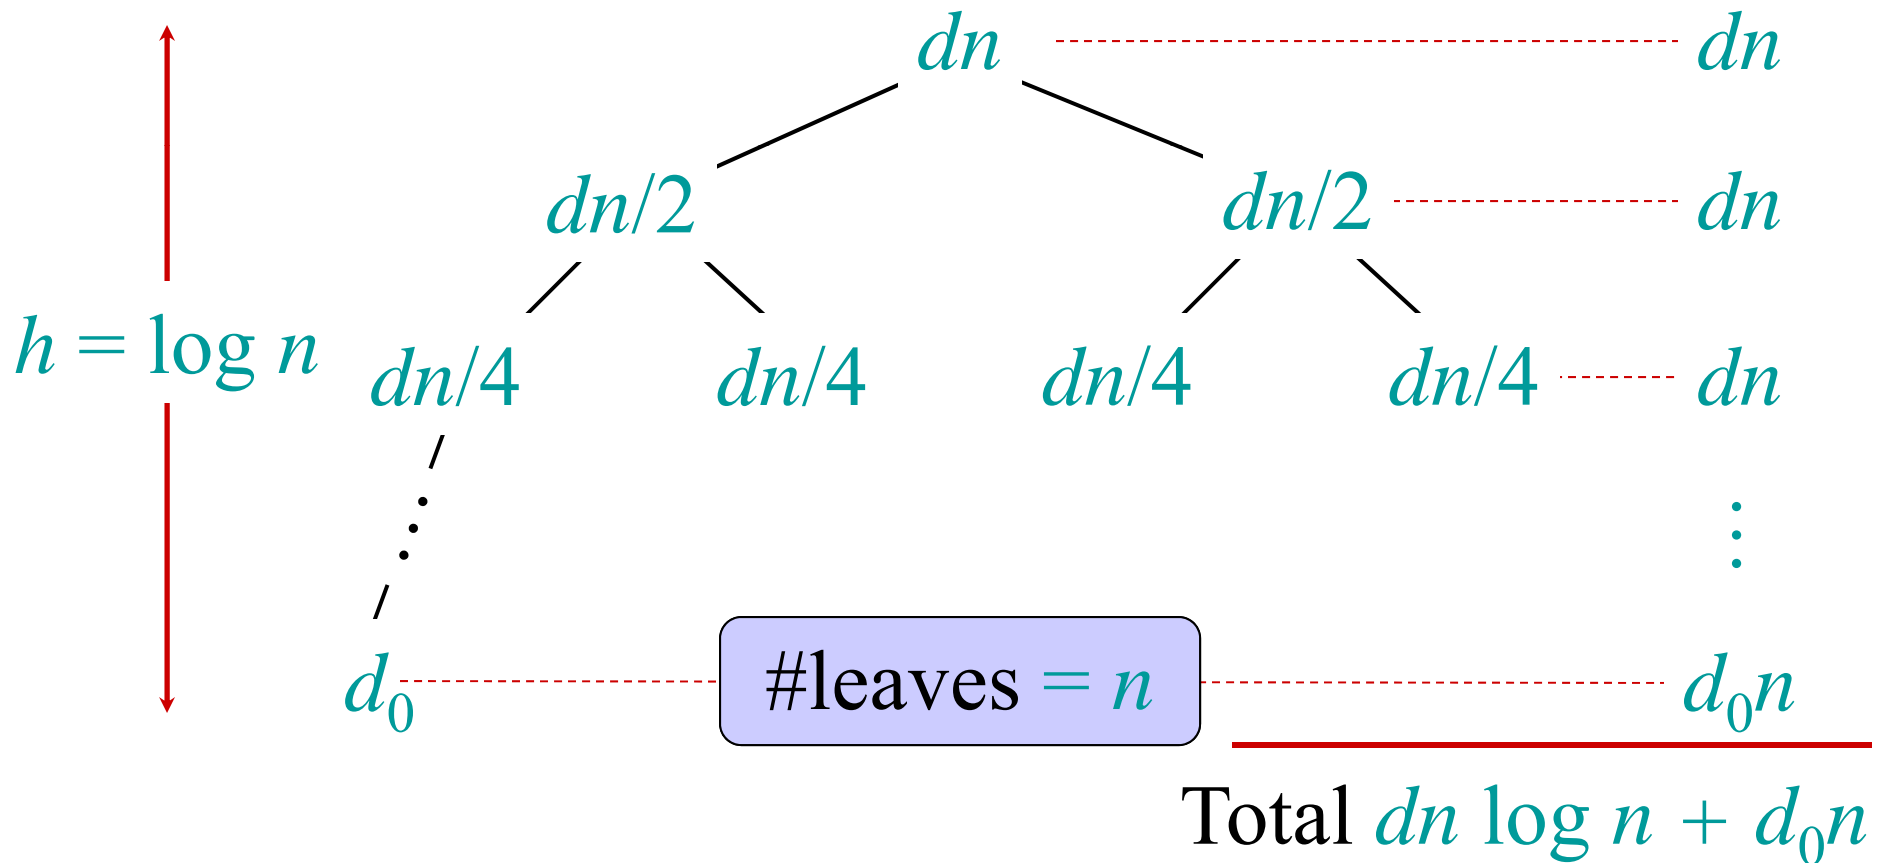 dn dn
dn/2 dn/2 dn
h = log n
dn/4 dn/4 dn/4 dn/4 dn
d₀ #leaves = n d₀n
Total dn log n + d₀n